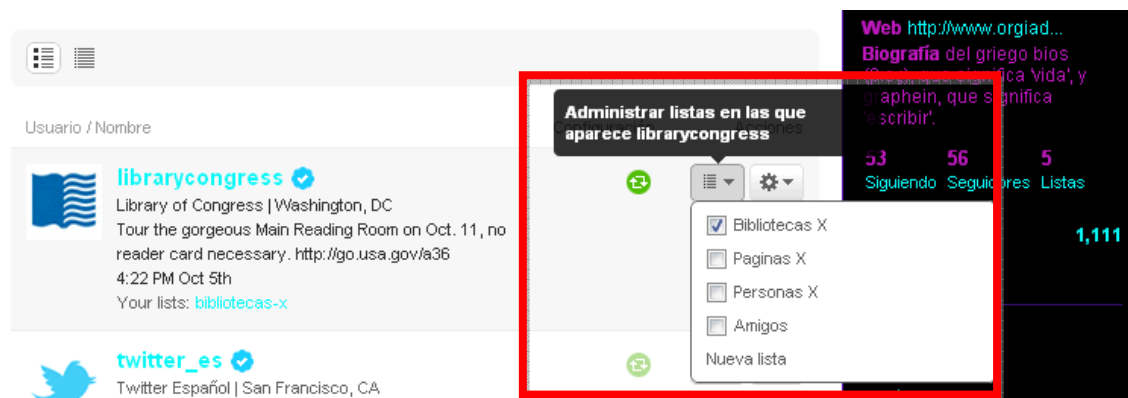 Usuario / Nombre
Administrar listas en las que
aparece librarycongress
librarycongress
Library of Congress | Washington, DC
Tour the gorgeous Main Reading Room on Oct. 11, no
reader card necessary. http://go.usa.gov/a36
4:22 PM Oct 5th
Your lists: bibliotecas-x
Bibliotecas X
Paginas X
Personas X
Amigos
Nueva lista
twitter_es
Twitter Español | San Francisco, CA
Web http://www.orgiad...
Biografía del griego bios
significa 'vida', y
graphein, que significa
'escribir'.
53 56 5
Siguiendo Seguidores Listas
1,111